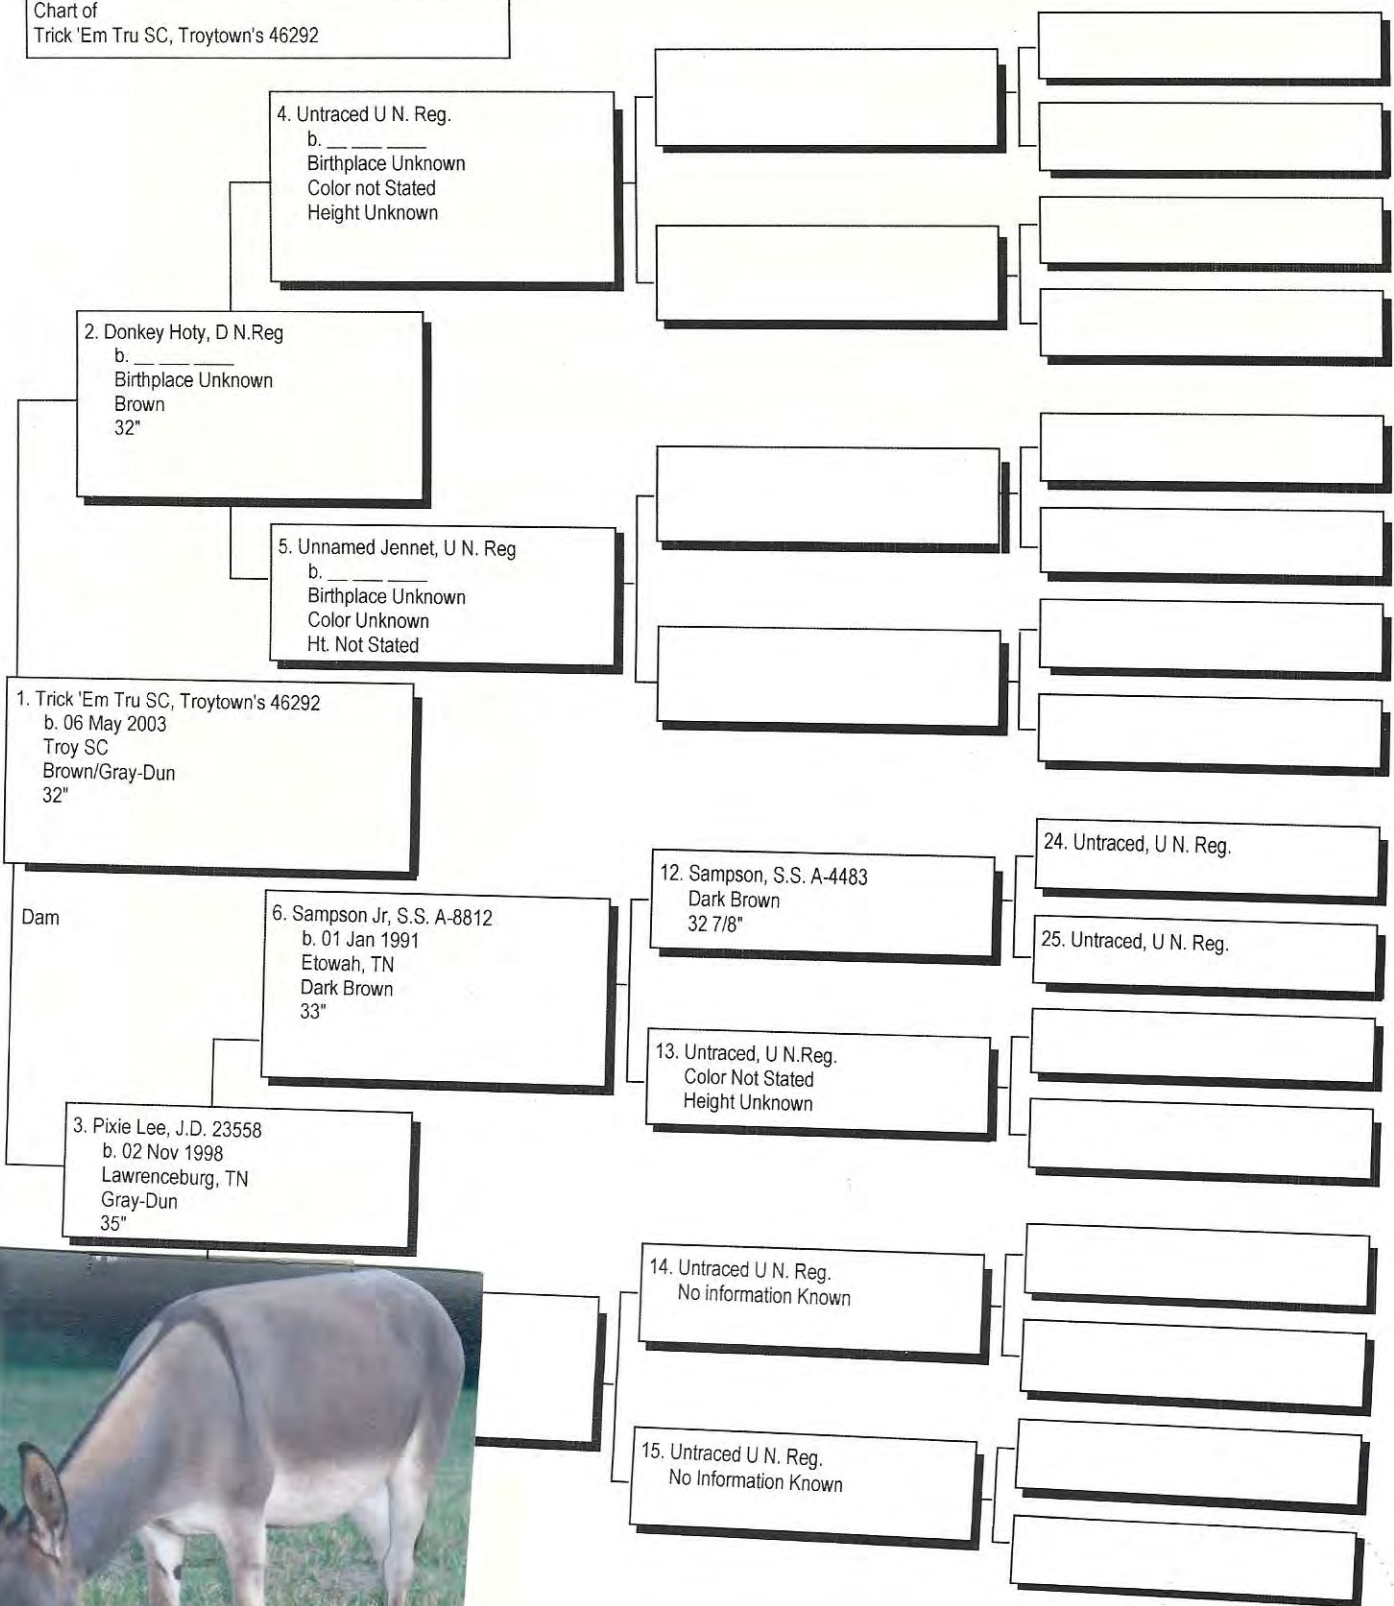 Chart of
Trick 'Em Tru SC, Troytown's 46292
4. Untraced U N. Reg.
b. __ ___ ____
Birthplace Unknown
Color not Stated
Height Unknown
2. Donkey Hoty, D N.Reg
b. __ ___ ____
Birthplace Unknown
Brown
32"
5. Unnamed Jennet, U N. Reg
b. __ ___ ____
Birthplace Unknown
Color Unknown
Ht. Not Stated
1. Trick 'Em Tru SC, Troytown's 46292
b. 06 May 2003
Troy SC
Brown/Gray-Dun
32"
Dam
6. Sampson Jr, S.S. A-8812
b. 01 Jan 1991
Etowah, TN
Dark Brown
33"
12. Sampson, S.S. A-4483
Dark Brown
32 7/8"
24. Untraced, U N. Reg.
25. Untraced, U N. Reg.
13. Untraced, U N.Reg.
Color Not Stated
Height Unknown
3. Pixie Lee, J.D. 23558
b. 02 Nov 1998
Lawrenceburg, TN
Gray-Dun
35"
14. Untraced U N. Reg.
No information Known
15. Untraced U N. Reg.
No Information Known